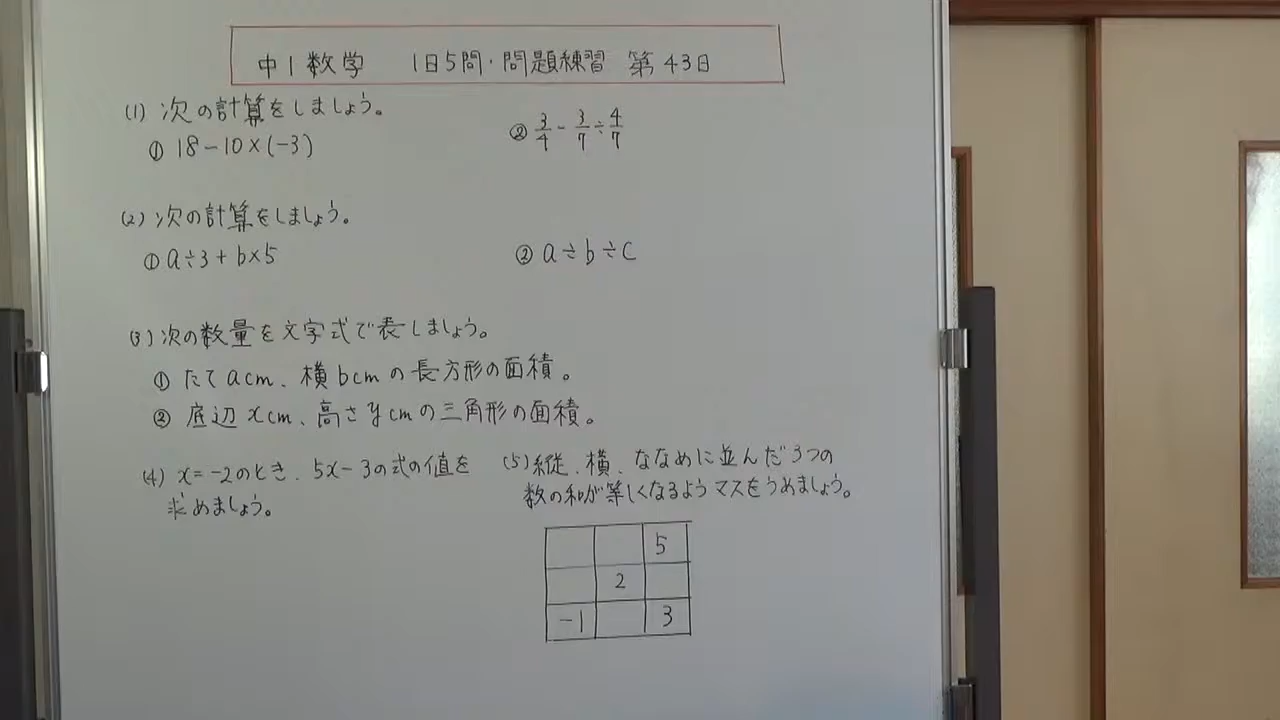 中1数学 1日5問・問題練習 第43日
(1) 次の計算をしましょう。
① 18-10×(-3)
② 3/4 - 3/7 ÷ 4/7
(2) 次の計算をしましょう。
① a÷3+b×5
② a÷b÷c
(3) 次の数量を文字式で表しましょう。
① たて acm、横 bcm の長方形の面積。
② 底辺 xcm、高さ ycm の三角形の面積。
(4) x=-2のとき、5x-3の式の値を
求めましょう。
(5) 縦、横、ななめに並んだ3つの
数の和が等しくなるようマスをうめましょう。
5
2
-1 3